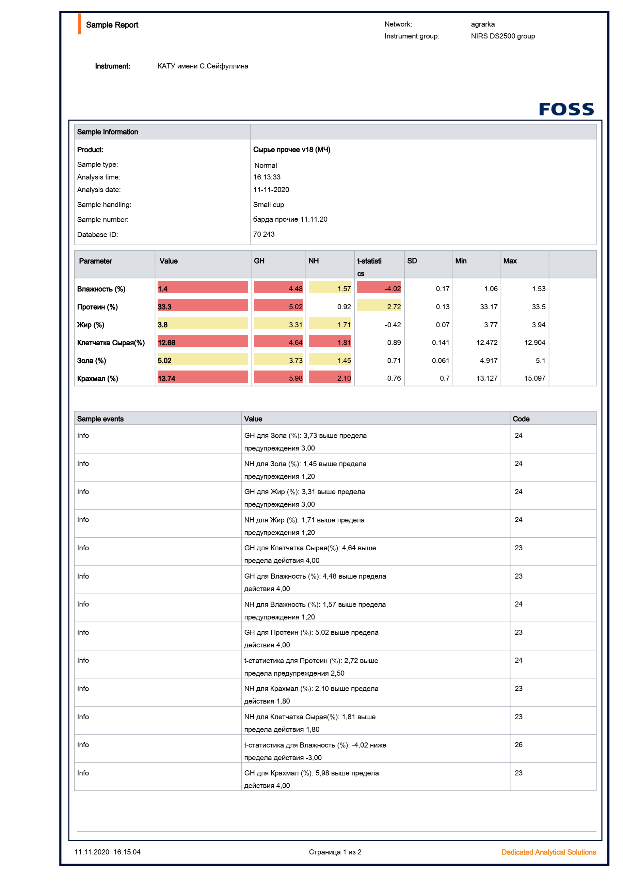 Sample Report
Network: agrarka
Instrument group: NIRS DS2500 group
Instrument: КАТУ имени С.Сейфуллина
FOSS
Sample Information
Product: Сырье прочее v18 (МЧ)
Sample type: Normal
Analysis time: 16:13:33
Analysis date: 11-11-2020
Sample handling: Small cup
Sample number: барда прочие 11.11.20
Database ID: 70 243
Parameter Value GH NH t-statisti SD Min Max
cs
Влажность (%) 1.4 4.48 1.57 -4.02 0.17 1.06 1.53
Протеин (%) 33.3 5.02 0.92 2.72 0.13 33.17 33.5
Жир (%) 3.8 3.31 1.71 -0.42 0.07 3.77 3.94
Клетчатка Сырая(%) 12.68 4.64 1.81 0.89 0.141 12.472 12.904
Зола (%) 5.02 3.73 1.45 0.71 0.061 4.917 5.1
Крахмал (%) 13.74 5.98 2.10 -0.76 0.7 13.127 15.097
Sample events Value Code
Info GH для Зола (%): 3,73 выше предела 24
предупреждения 3,00
Info NH для Зола (%): 1,45 выше предела 24
предупреждения 1,20
Info GH для Жир (%): 3,31 выше предела 24
предупреждения 3,00
Info NH для Жир (%): 1,71 выше предела 24
предупреждения 1,20
Info GH для Клетчатка Сырая(%): 4,64 выше 23
предела действия 4,00
Info GH для Влажность (%): 4,48 выше предела 23
действия 4,00
Info NH для Влажность (%): 1,57 выше предела 24
предупреждения 1,20
Info GH для Протеин (%): 5,02 выше предела 23
действия 4,00
Info t-статистика для Протеин (%): 2,72 выше 24
предела предупреждения 2,50
Info NH для Крахмал (%): 2,10 выше предела 23
действия 1,80
Info NH для Клетчатка Сырая(%): 1,81 выше 23
предела действия 1,80
Info t-статистика для Влажность (%): -4,02 ниже 26
предела действия -3,00
Info GH для Крахмал (%): 5,98 выше предела 23
действия 4,00
11.11.2020 16:15:04 Страница 1 из 2 Dedicated Analytical Solutions